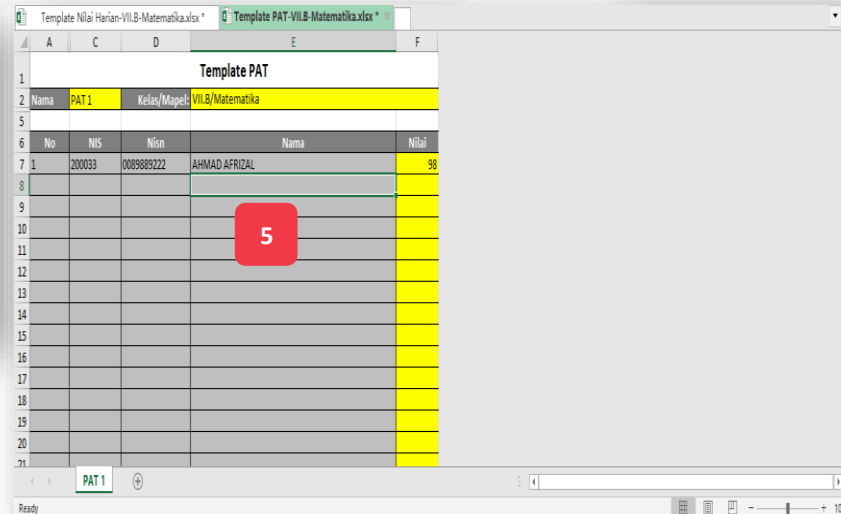 Template Nilai Harian-VII.B-Matematika.xlsx * Template PAT-VII.B-Matematika.xlsx * ×
A C D E F
1 Template PAT
2 Nama PAT 1 Kelas/Mapel: VII.B/Matematika
5
6 No NIS Nisn Nama Nilai
7 1 200033 0089889222 AHMAD AFRIZAL 98
8
9
10 5
11
12
13
14
15
16
17
18
19
20
21
PAT 1
Ready 10